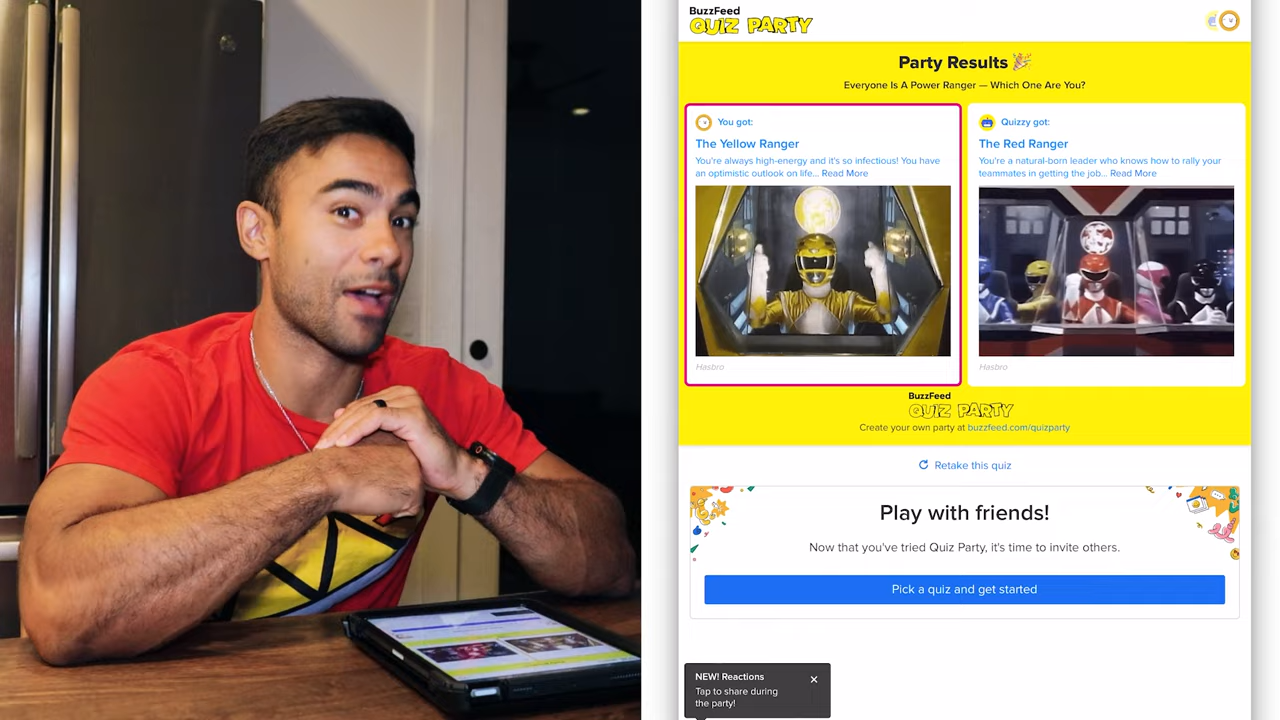 BuzzFeed
QUIZ PARTY
Party Results 🎉
Everyone Is A Power Ranger — Which One Are You?
You got:
The Yellow Ranger
You're always high-energy and it's so infectious! You have
an optimistic outlook on life... Read More
Hasbro
Quizzy got:
The Red Ranger
You're a natural-born leader who knows how to rally your
teammates in getting the job... Read More
Hasbro
BuzzFeed
QUIZ PARTY
Create your own party at buzzfeed.com/quizparty
Retake this quiz
Play with friends!
Now that you've tried Quiz Party, it's time to invite others.
Pick a quiz and get started
NEW! Reactions
Tap to share during
the party!